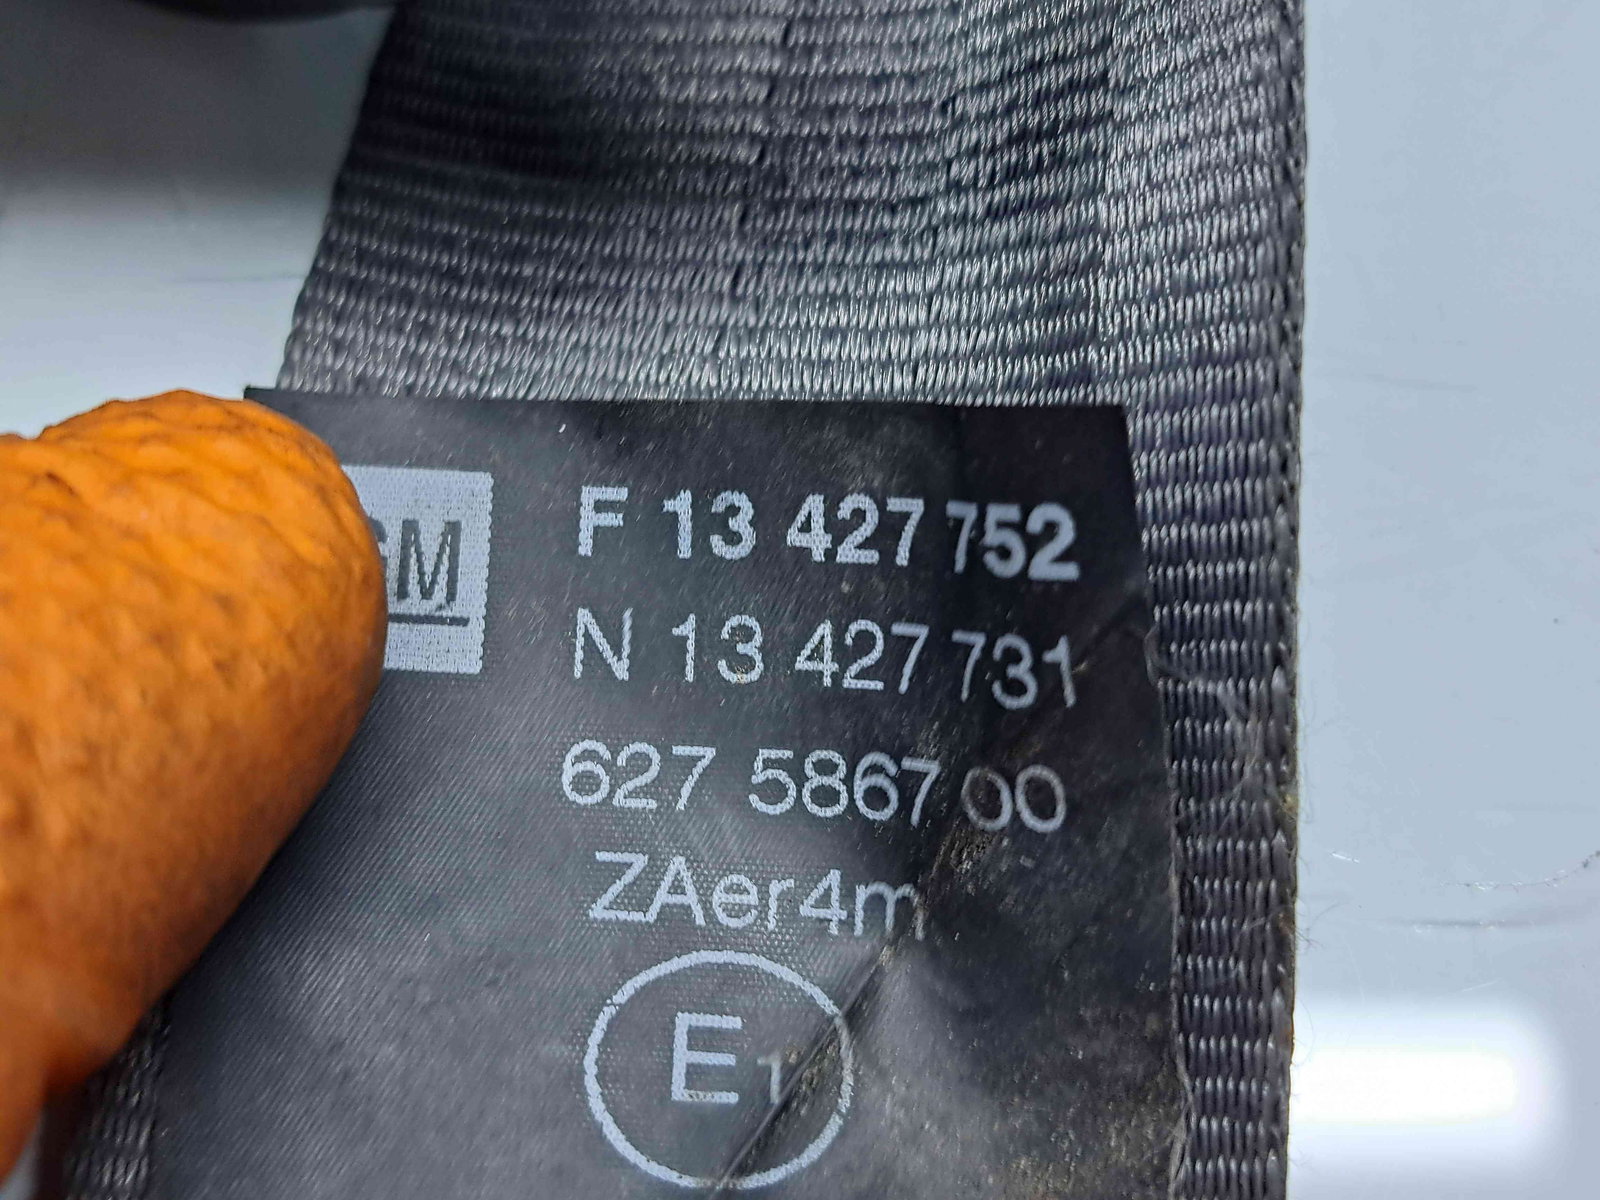 GM
F 13 427 752
N 13 427 731
627 5867 00
ZAer4m
E1